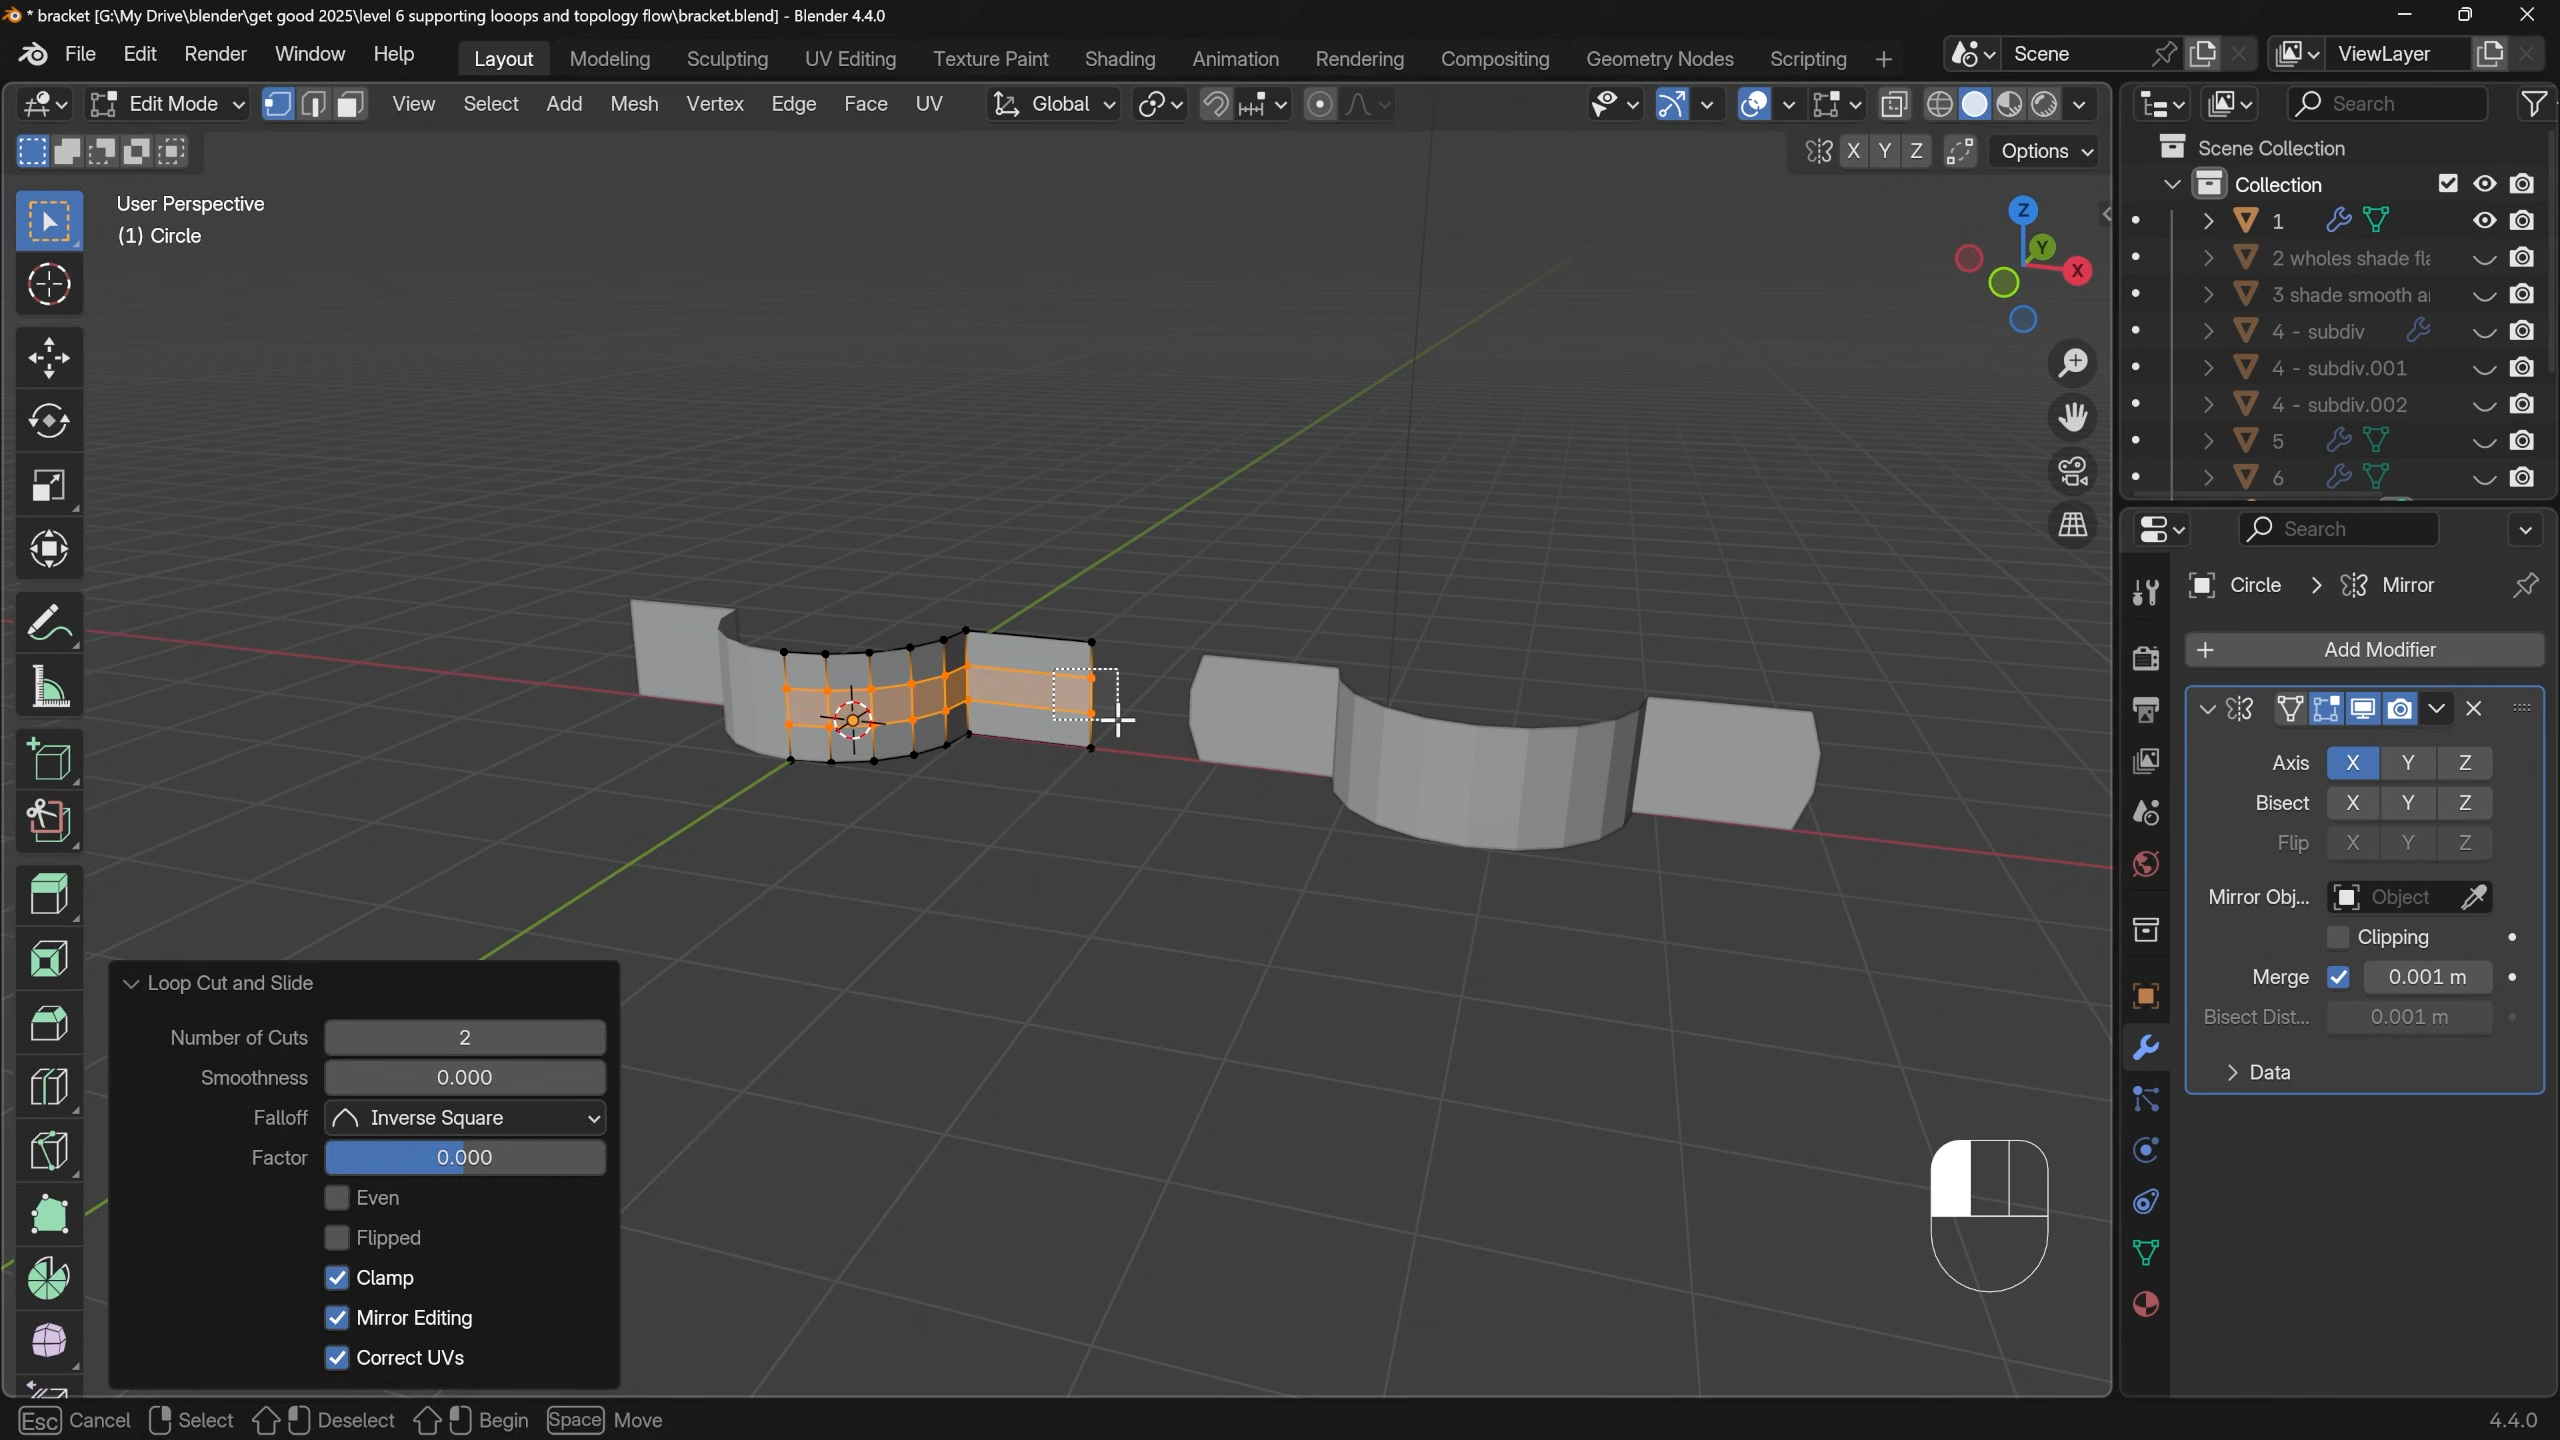 * bracket [G:\My Drive\blender\get good 2025\level 6 supporting looops and topology flow\bracket.blend] - Blender 4.4.0
File Edit Render Window Help
Layout Modeling Sculpting UV Editing Texture Paint Shading Animation Rendering Compositing Geometry Nodes Scripting
Scene
ViewLayer
Edit Mode
View Select Add Mesh Vertex Edge Face UV
Global
Search
X Y Z
Options
User Perspective
(1) Circle
Z
Y
X
Scene Collection
Collection
1
2 wholes shade fla
3 shade smooth a
4 - subdiv
4 - subdiv.001
4 - subdiv.002
5
6
Search
Circle
Mirror
Add Modifier
Axis X Y Z
Bisect X Y Z
Flip X Y Z
Mirror Obj... Object
Clipping
Merge 0.001 m
Bisect Dist... 0.001 m
Data
Loop Cut and Slide
Number of Cuts 2
Smoothness 0.000
Falloff Inverse Square
Factor 0.000
Even
Flipped
Clamp
Mirror Editing
Correct UVs
Esc Cancel Select Deselect Begin Space Move
4.4.0